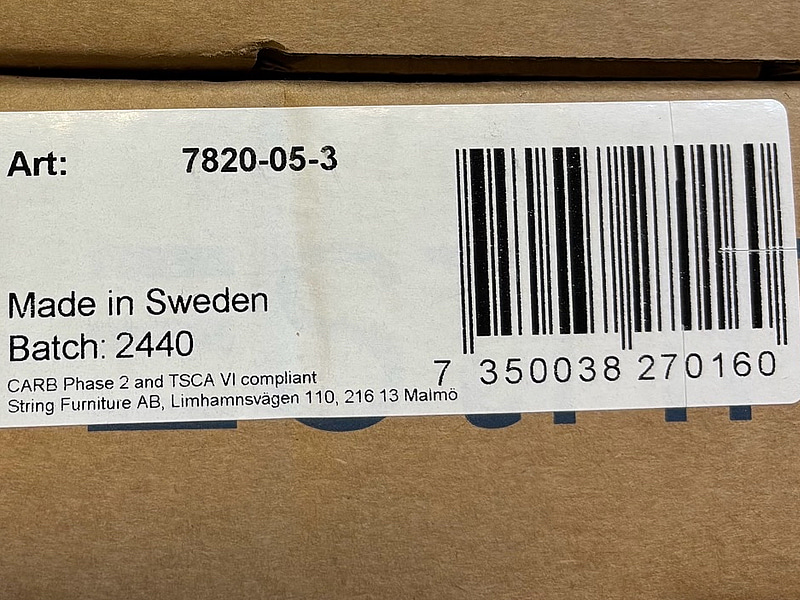 Art: 7820-05-3
Made in Sweden
Batch: 2440
CARB Phase 2 and TSCA VI compliant
String Furniture AB, Limhamnsvägen 110, 216 13 Malmö
7 350038 270160